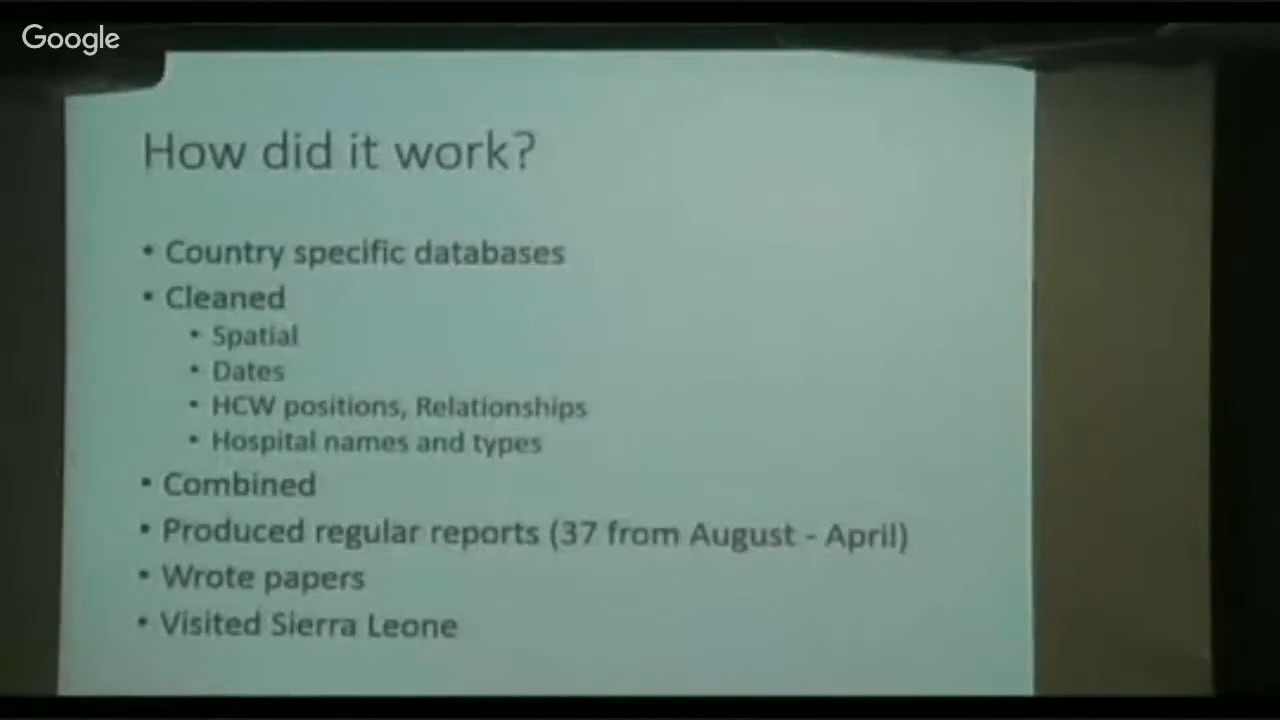 Google
How did it work?
• Country specific databases
• Cleaned
• Spatial
• Dates
• HCW positions, Relationships
• Hospital names and types
• Combined
• Produced regular reports (37 from August - April)
• Wrote papers
• Visited Sierra Leone